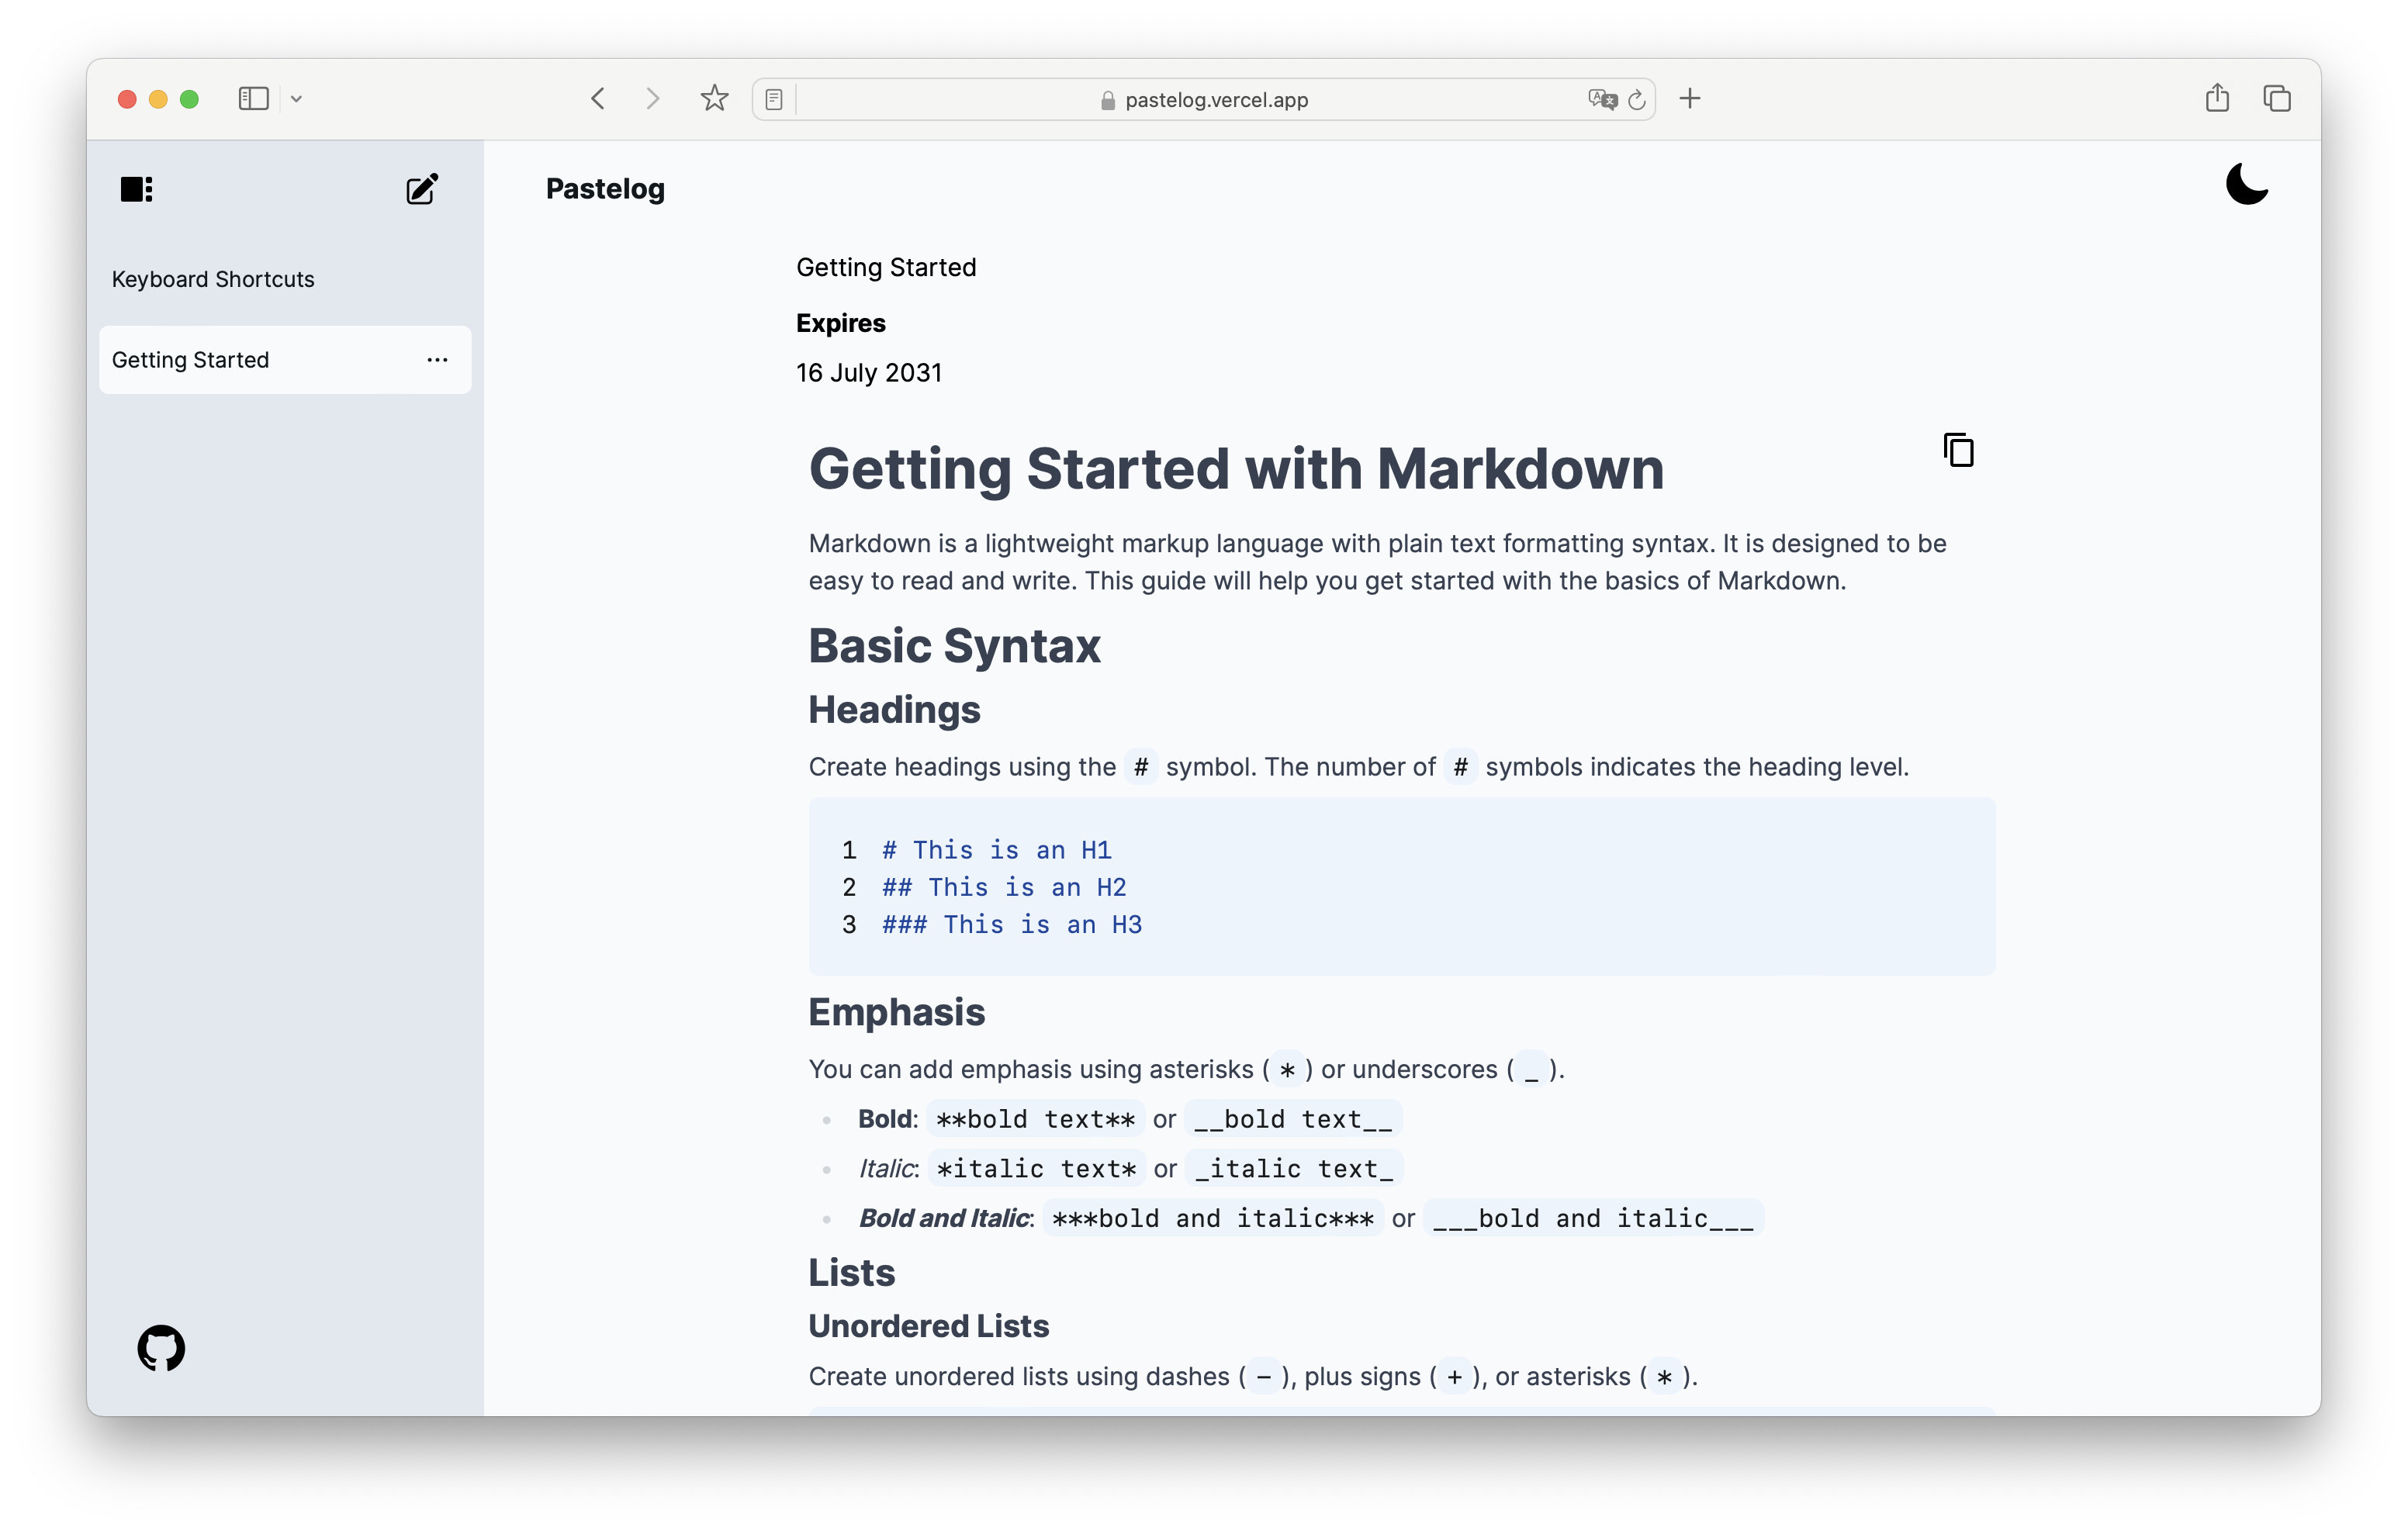 pastelog.vercel.app
Pastelog
Keyboard Shortcuts
Getting Started
Getting Started
Expires
16 July 2031
Getting Started with Markdown
Markdown is a lightweight markup language with plain text formatting syntax. It is designed to be
easy to read and write. This guide will help you get started with the basics of Markdown.
Basic Syntax
Headings
Create headings using the # symbol. The number of # symbols indicates the heading level.
1 # This is an H1
2 ## This is an H2
3 ### This is an H3
Emphasis
You can add emphasis using asterisks ( * ) or underscores ( _ ).
Bold: **bold text** or __bold text__
Italic: *italic text* or _italic text_
Bold and Italic: ***bold and italic*** or ___bold and italic___
Lists
Unordered Lists
Create unordered lists using dashes ( - ), plus signs ( + ), or asterisks ( * ).